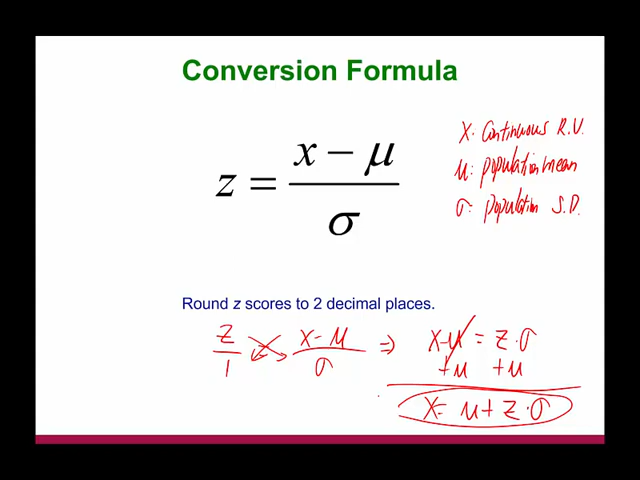 Conversion Formula
z = (x − μ) / σ
X: Continuous R.V.
μ: population mean
σ: population S.D.
Round z scores to 2 decimal places.
z/1 (x − μ)/σ ⇒ x − μ = z·σ
+μ +μ
x = μ + z·σ